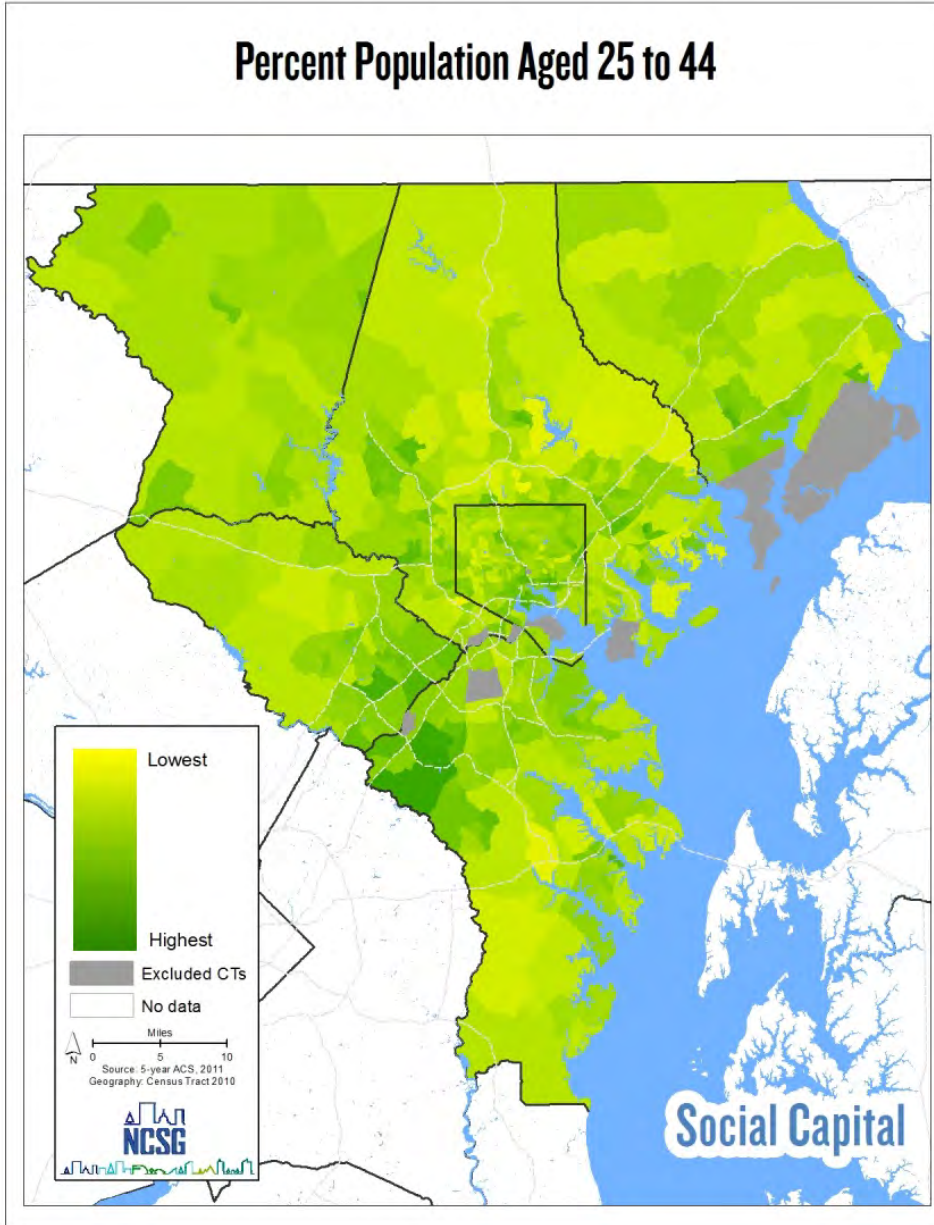 Percent Population Aged 25 to 44
Lowest
Highest
Excluded CTs
No data
Miles
0 5 10
N
Source: 5-year ACS, 2011
Geography: Census Tract 2010
NCSG
Social Capital